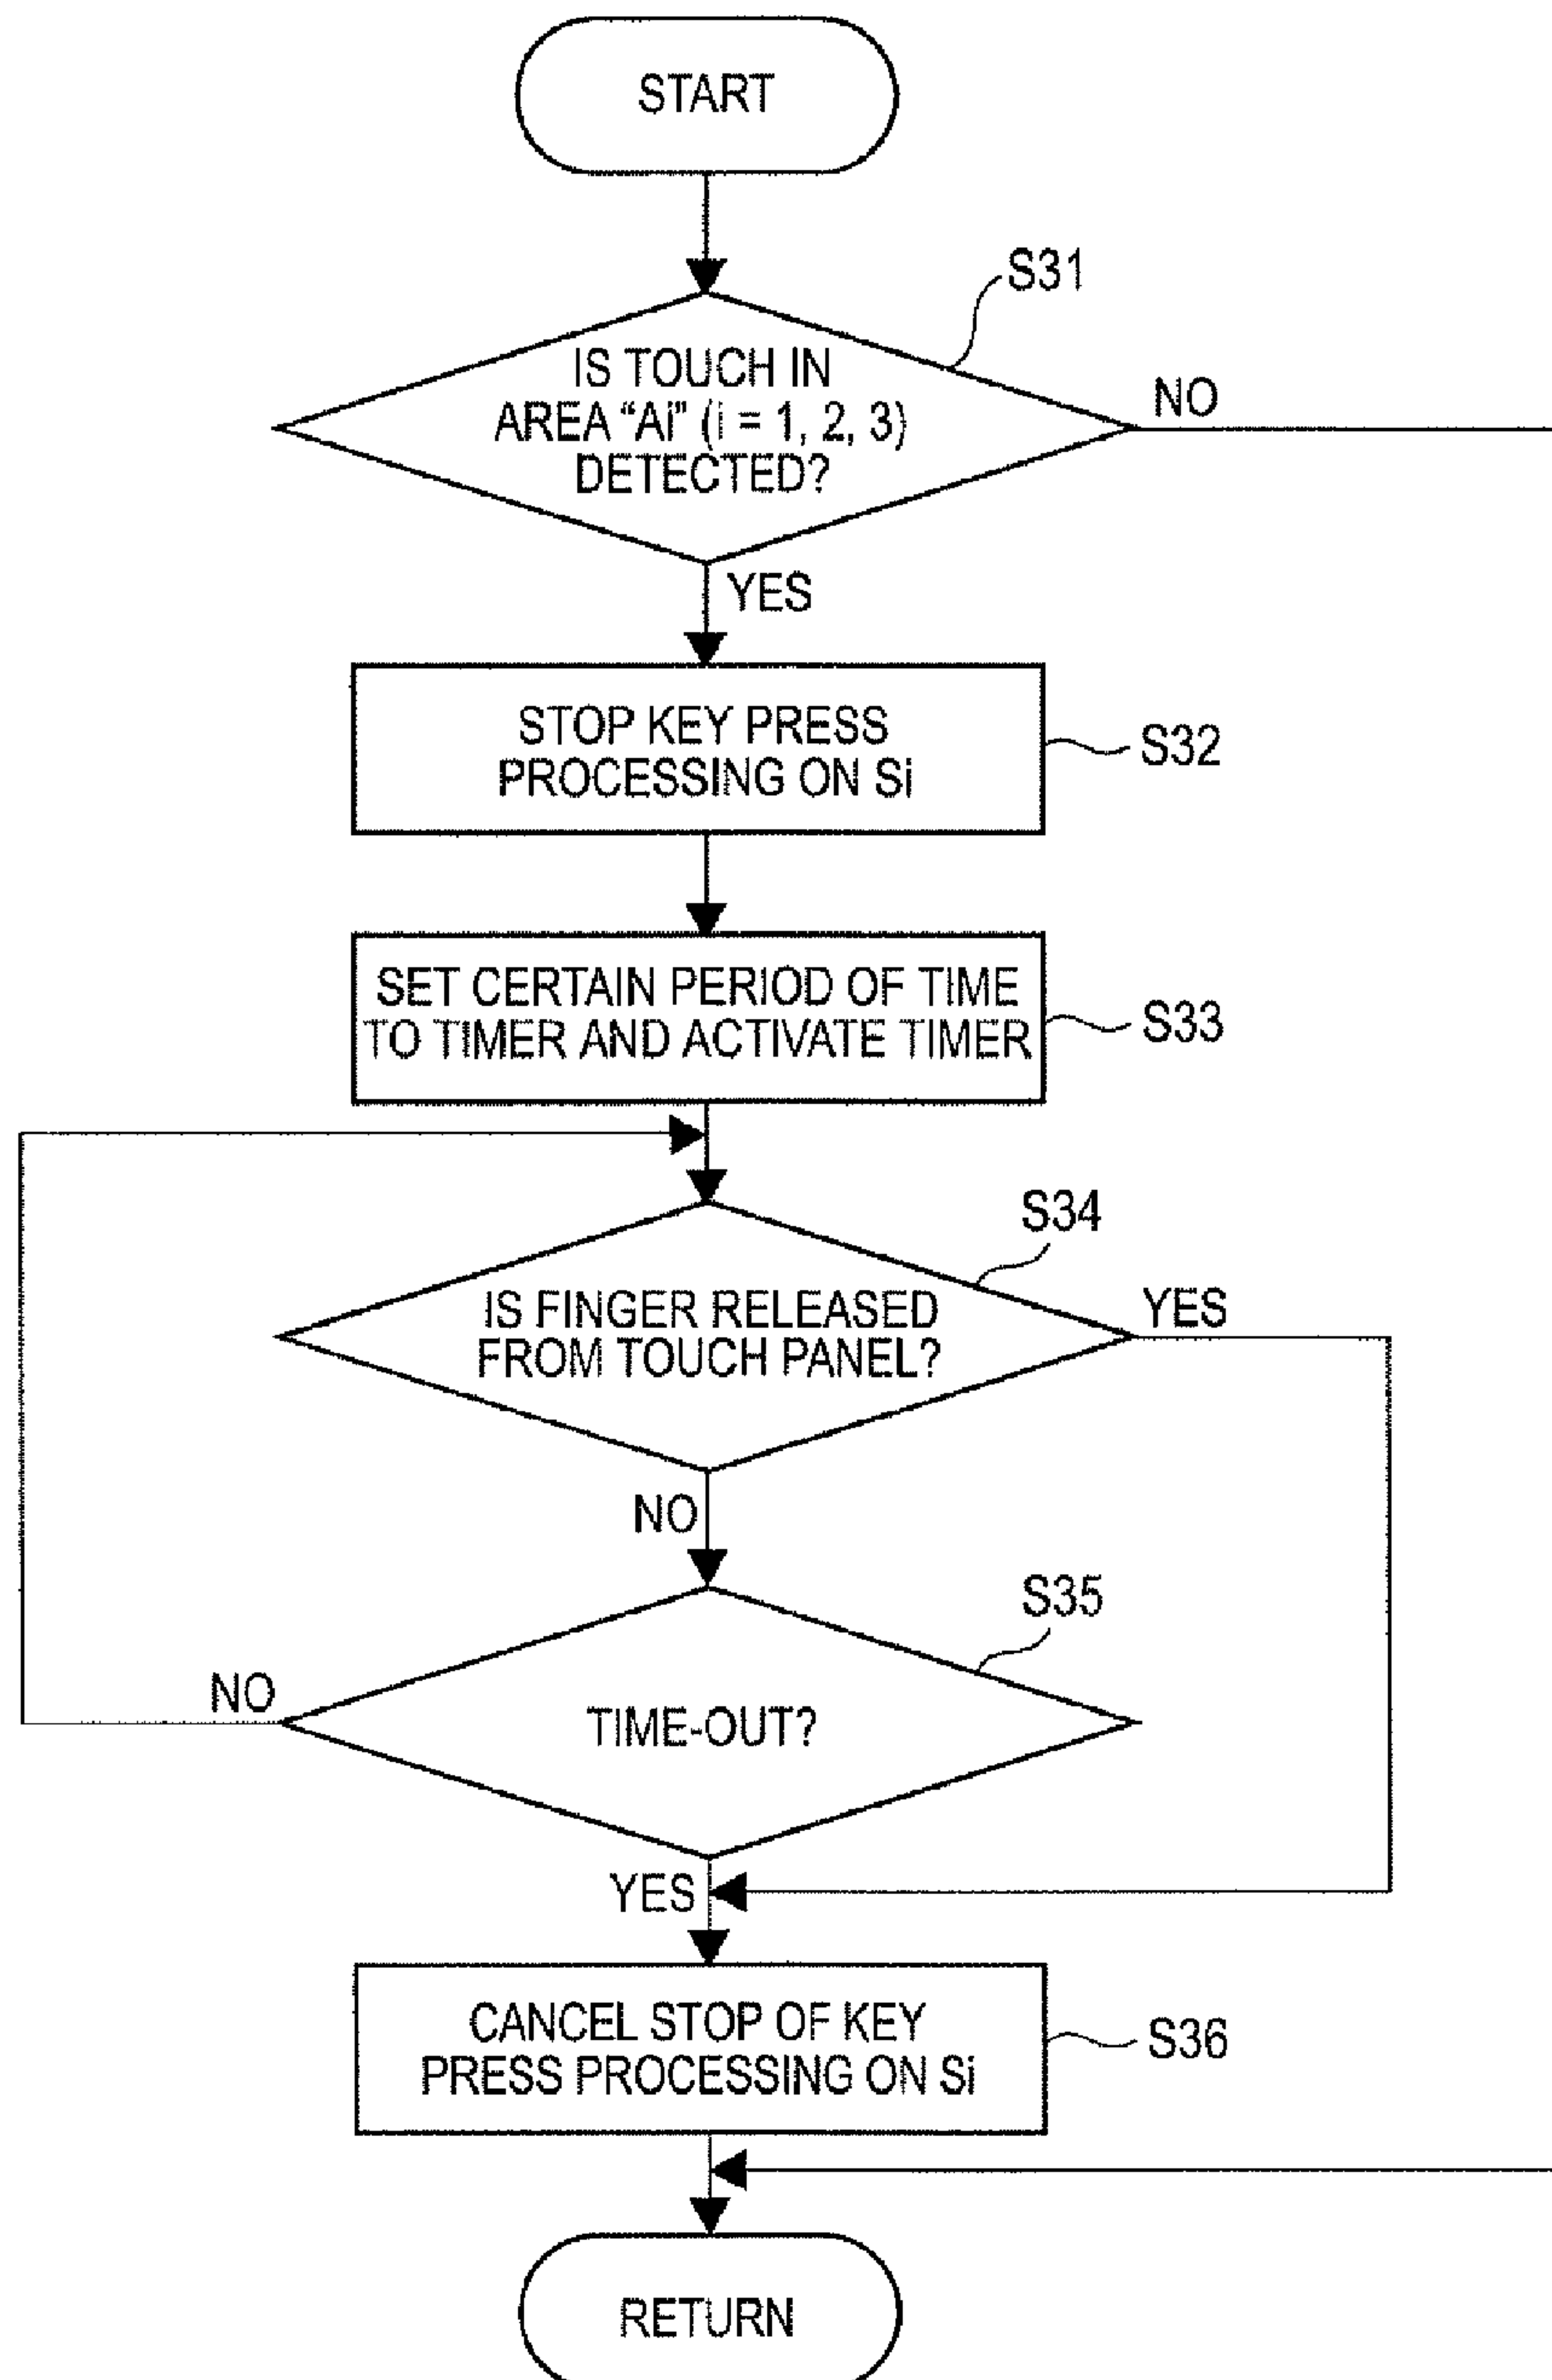 START
S31
IS TOUCH IN
AREA “Ai” (i = 1, 2, 3)
DETECTED?
NO
YES
STOP KEY PRESS
PROCESSING ON Si
S32
SET CERTAIN PERIOD OF TIME
TO TIMER AND ACTIVATE TIMER
S33
S34
IS FINGER RELEASED
FROM TOUCH PANEL?
YES
NO
S35
NO
TIME-OUT?
YES
CANCEL STOP OF KEY
PRESS PROCESSING ON Si
S36
RETURN